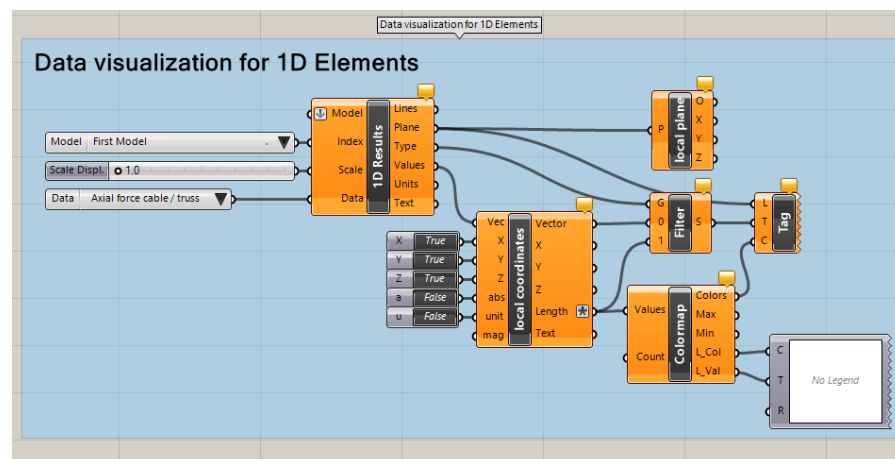 Data visualization for 1D Elements
Data visualization for 1D Elements
Model First Model
Scale Displ. 1.0
Data Axial force cable / truss
Model
Index
Scale
Data
1D Results
Lines
Plane
Type
Values
Units
Text
P
local plane
O
X
Y
Z
X True
Y True
Z True
a False
u False
Vec
X
Y
Z
abs
unit
mag
local coordinates
Vector
X
Y
Z
Length
Text
G
0
1
Filter
S
L
T
C
Tag
Values
Count
Colormap
Colors
Max
Min
L_Col
L_Val
C
T
R
No Legend